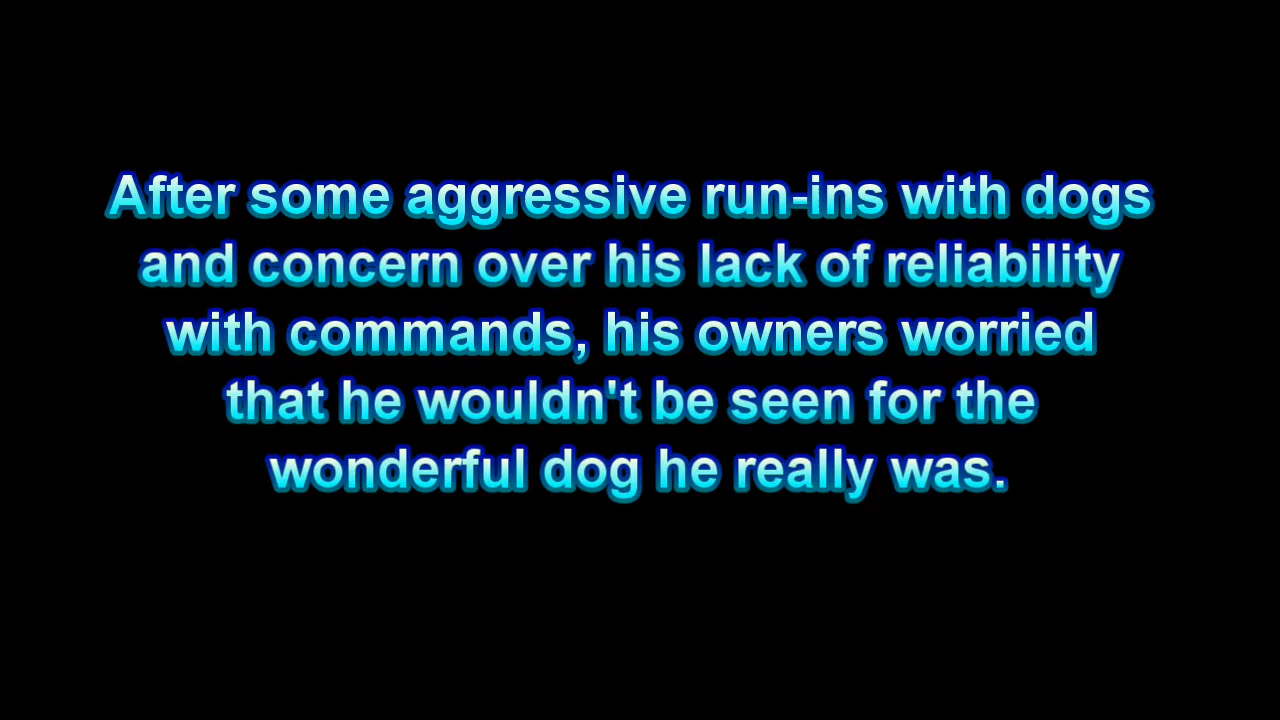 After some aggressive run-ins with dogs
and concern over his lack of reliability
with commands, his owners worried
that he wouldn't be seen for the
wonderful dog he really was.